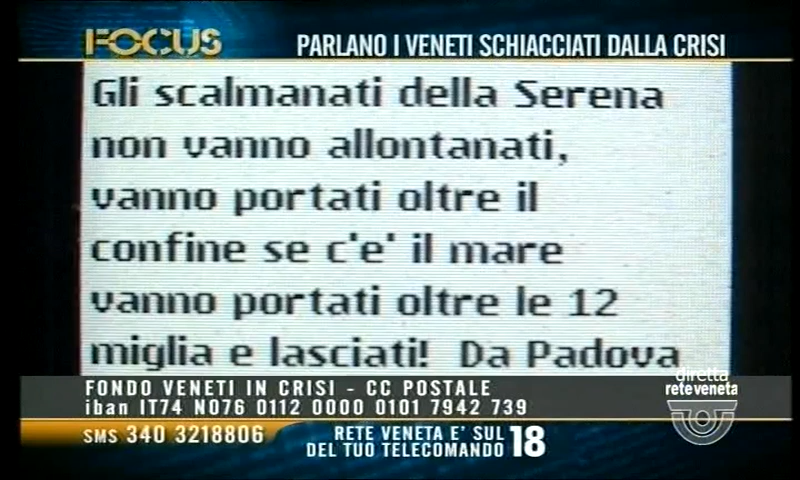 FOCUS
PARLANO I VENETI SCHIACCIATI DALLA CRISI
Gli scalmanati della Serena
non vanno allontanati,
vanno portati oltre il
confine se c'e' il mare
vanno portati oltre le 12
miglia e lasciati! Da Padova
diretta
reteveneta
FONDO VENETI IN CRISI - CC POSTALE
iban IT74 N076 0112 0000 0101 7942 739
SMS 340 3218806
RETE VENETA E' SUL 18
DEL TUO TELECOMANDO